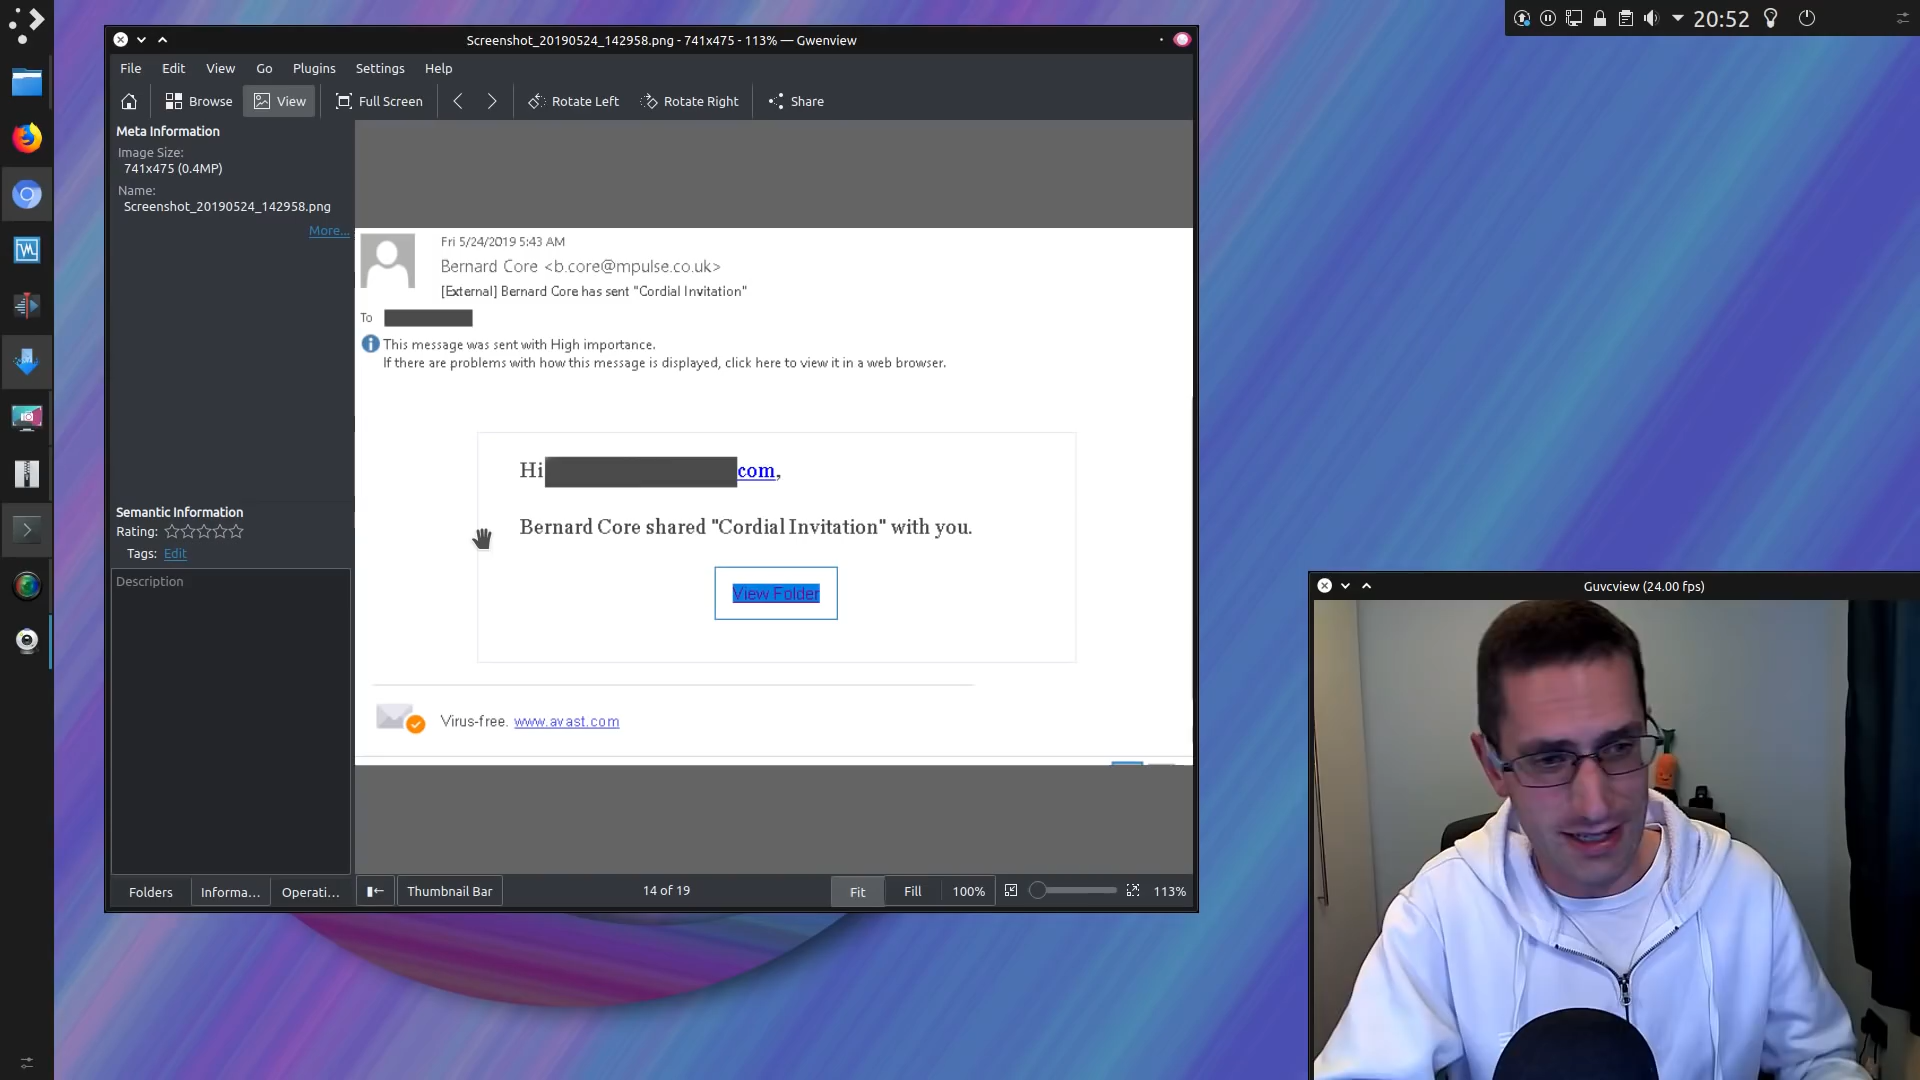 20:52
Screenshot_20190524_142958.png - 741x475 - 113% — Gwenview
File Edit View Go Plugins Settings Help
Browse View Full Screen Rotate Left Rotate Right Share
Meta Information
Image Size:
741x475 (0.4MP)
Name:
Screenshot_20190524_142958.png
More...
Fri 5/24/2019 5:43 AM
Bernard Core <b.core@mpulse.co.uk>
[External] Bernard Core has sent "Cordial Invitation"
To
This message was sent with High importance.
If there are problems with how this message is displayed, click here to view it in a web browser.
Hi com,
Bernard Core shared "Cordial Invitation" with you.
View Folder
Virus-free. www.avast.com
Semantic Information
Rating:
Tags: Edit
Description
Folders Informa... Operati...
Thumbnail Bar 14 of 19 Fit Fill 100% 113%
Guvcview (24.00 fps)